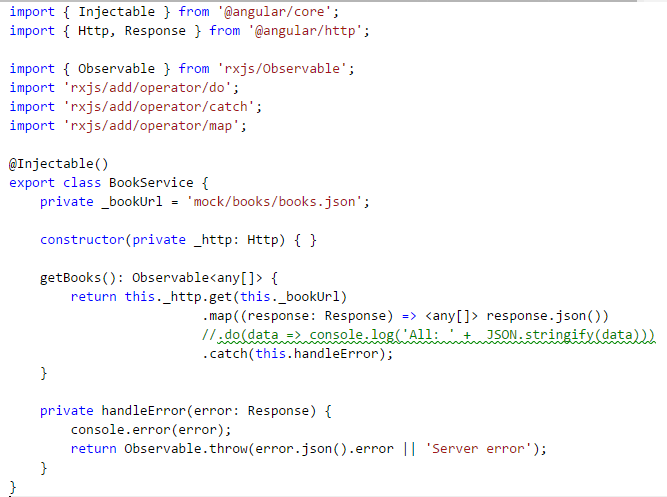 import { Injectable } from '@angular/core';
import { Http, Response } from '@angular/http';

import { Observable } from 'rxjs/Observable';
import 'rxjs/add/operator/do';
import 'rxjs/add/operator/catch';
import 'rxjs/add/operator/map';

@Injectable()
export class BookService {
    private _bookUrl = 'mock/books/books.json';

    constructor(private _http: Http) { }

    getBooks(): Observable<any[]> {
        return this._http.get(this._bookUrl)
                         .map((response: Response) => <any[]> response.json())
                         //.do(data => console.log('All: ' +  JSON.stringify(data)))
                         .catch(this.handleError);
    }

    private handleError(error: Response) {
        console.error(error);
        return Observable.throw(error.json().error || 'Server error');
    }
}